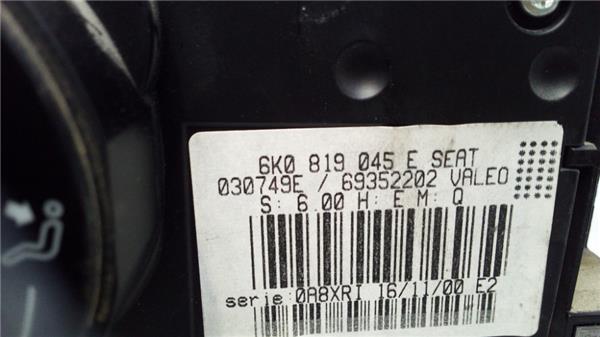 6K0 819 045 E SEAT
030749E / 69352202 VALEO
S: 6.00 H: E M: Q
serie:0A8XRI 16/11/00 E2